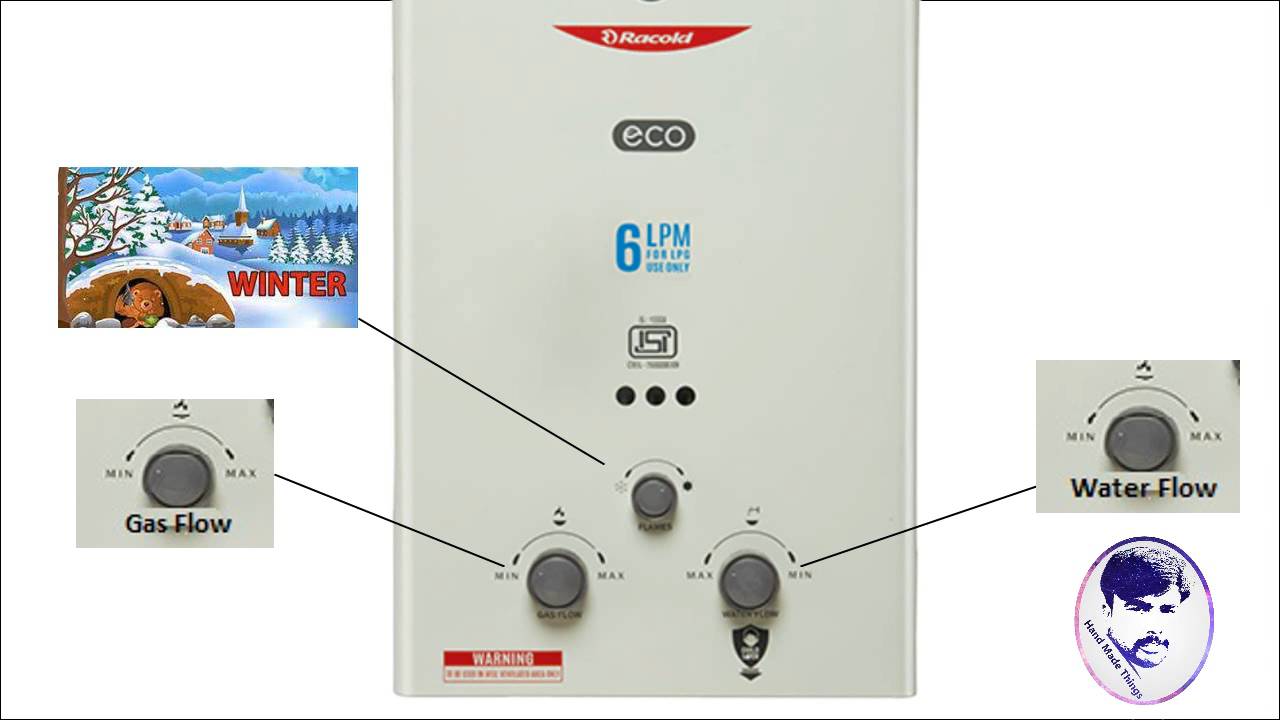 Racold
eco
6 LPM
FOR LPG
USE ONLY
WINTER
MIN MAX
Gas Flow
MIN MAX
Water Flow
FLAMES
MIN MAX
GAS FLOW
MAX MIN
WATER FLOW
WARNING
Hand Made Things